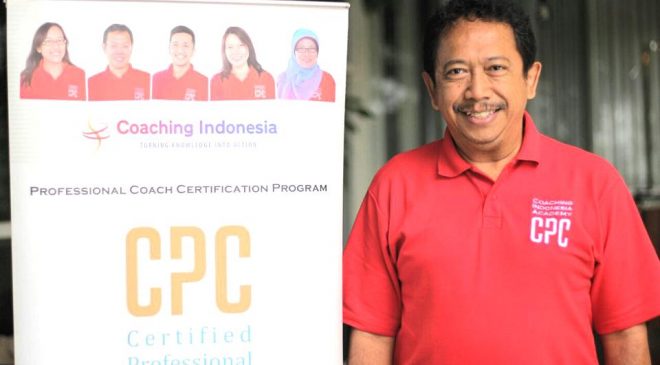 Coaching Indonesia
TURNING KNOWLEDGE INTO ACTION
PROFESSIONAL COACH CERTIFICATION PROGRAM
CPC
Certified
Professional
COACHING
INDONESIA
ACADEMY
CPC